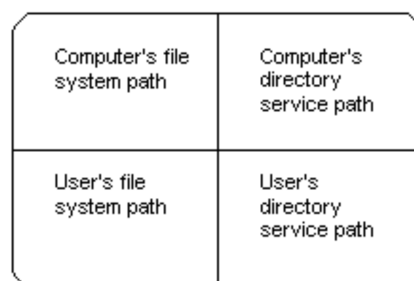 Computer's file
system path
Computer's
directory
service path
User's file
system path
User's
directory
service path